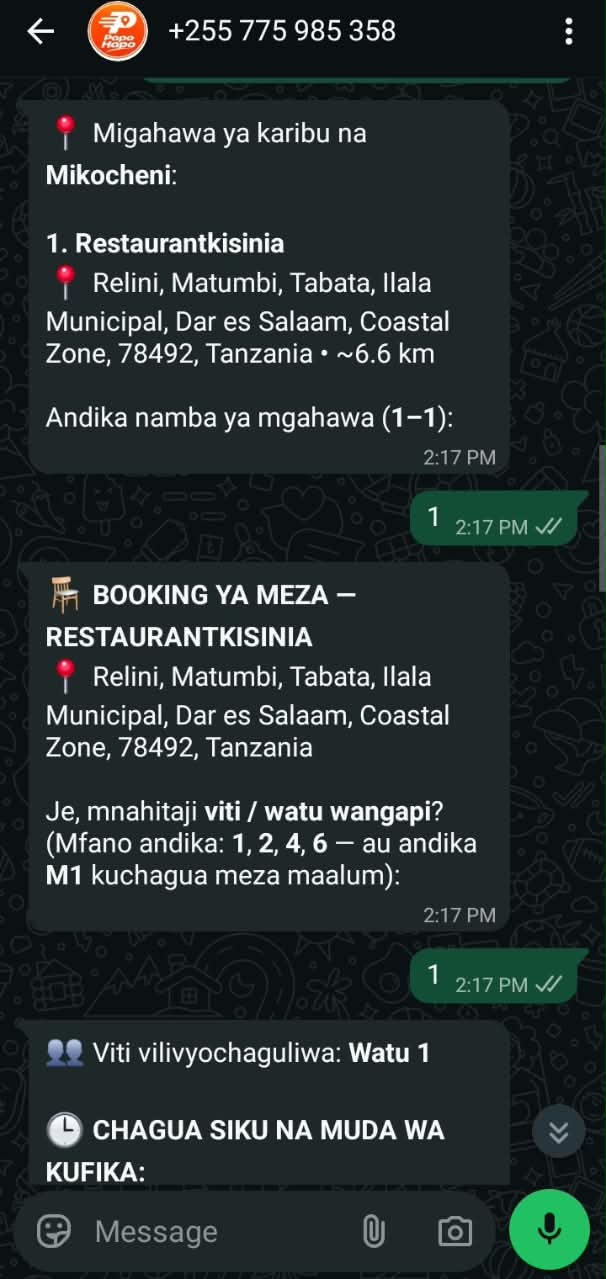 Papo
Hapo
+255 775 985 358
📍 Migahawa ya karibu na
Mikocheni:
1. Restaurantkisinia
📍 Relini, Matumbi, Tabata, Ilala
Municipal, Dar es Salaam, Coastal
Zone, 78492, Tanzania • ~6.6 km
Andika namba ya mgahawa (1–1):
2:17 PM
1
2:17 PM
🪑 BOOKING YA MEZA —
RESTAURANTKISINIA
📍 Relini, Matumbi, Tabata, Ilala
Municipal, Dar es Salaam, Coastal
Zone, 78492, Tanzania
Je, mnahitaji viti / watu wangapi?
(Mfano andika: 1, 2, 4, 6 — au andika
M1 kuchagua meza maalum):
2:17 PM
1
2:17 PM
👥 Viti vilivyochaguliwa: Watu 1
🕒 CHAGUA SIKU NA MUDA WA
KUFIKA:
Message